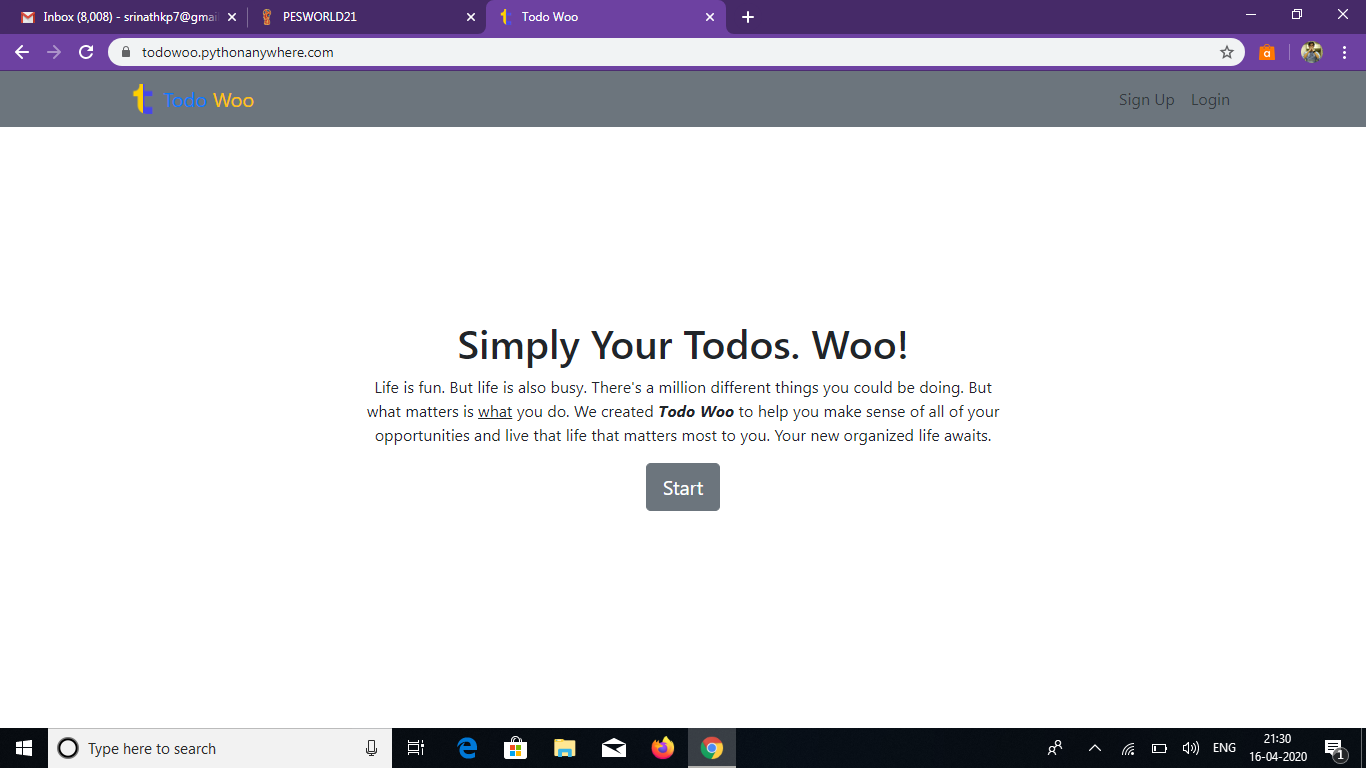 Inbox (8,008) - srinathkp7@gmai
PESWORLD21
Todo Woo
todowoo.pythonanywhere.com
Todo Woo
Sign Up
Login
Simply Your Todos. Woo!
Life is fun. But life is also busy. There's a million different things you could be doing. But
what matters is what you do. We created Todo Woo to help you make sense of all of your
opportunities and live that life that matters most to you. Your new organized life awaits.
Start
Type here to search
ENG
21:30
16-04-2020
1